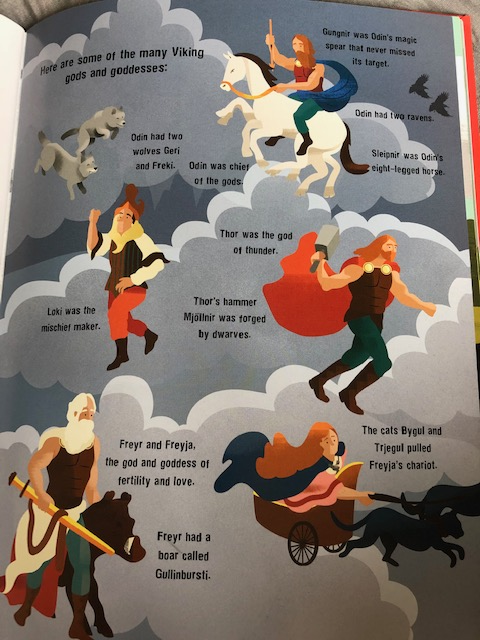 Here are some of the many Viking
gods and goddesses:
Gungnir was Odin's magic
spear that never missed
its target.
Odin had two ravens.
Odin had two
wolves Geri
and Freki.
Odin was chief
of the gods.
Sleipnir was Odin's
eight-legged horse.
Thor was the god
of thunder.
Loki was the
mischief maker.
Thor's hammer
Mjöllnir was forged
by dwarves.
Freyr and Freyja,
the god and goddess of
fertility and love.
The cats Bygul and
Trjegul pulled
Freyja's chariot.
Freyr had a
boar called
Gullinbursti.